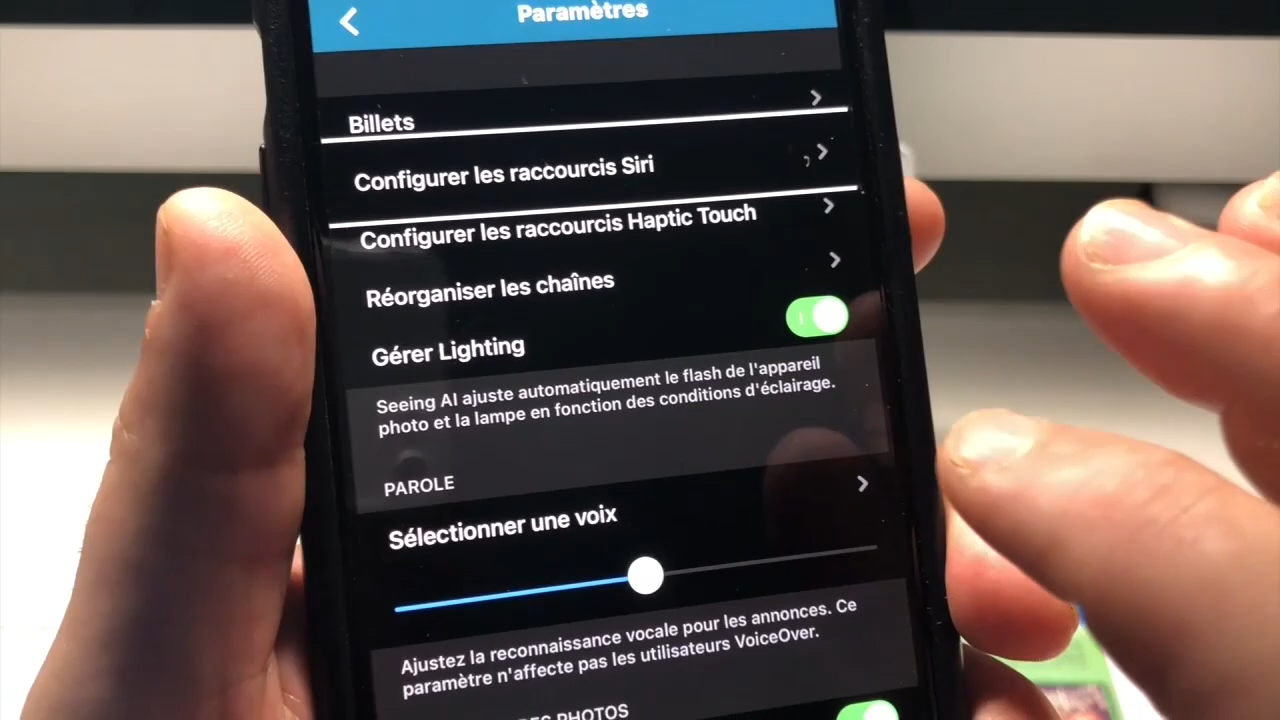 Paramètres
Billets
Configurer les raccourcis Siri
Configurer les raccourcis Haptic Touch
Réorganiser les chaînes
Gérer Lighting
Seeing AI ajuste automatiquement le flash de l'appareil
photo et la lampe en fonction des conditions d'éclairage.
PAROLE
Sélectionner une voix
Ajustez la reconnaissance vocale pour les annonces. Ce
paramètre n'affecte pas les utilisateurs VoiceOver.
PHOTOS